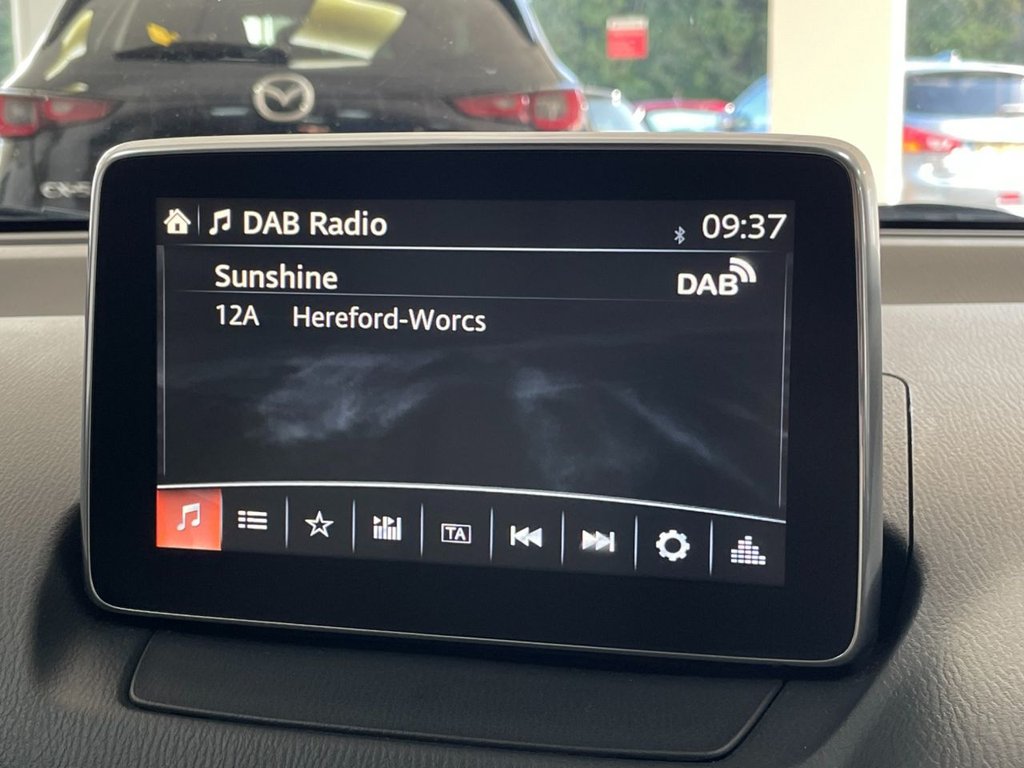 DAB Radio
09:37
Sunshine
DAB
12A Hereford-Worcs
TA